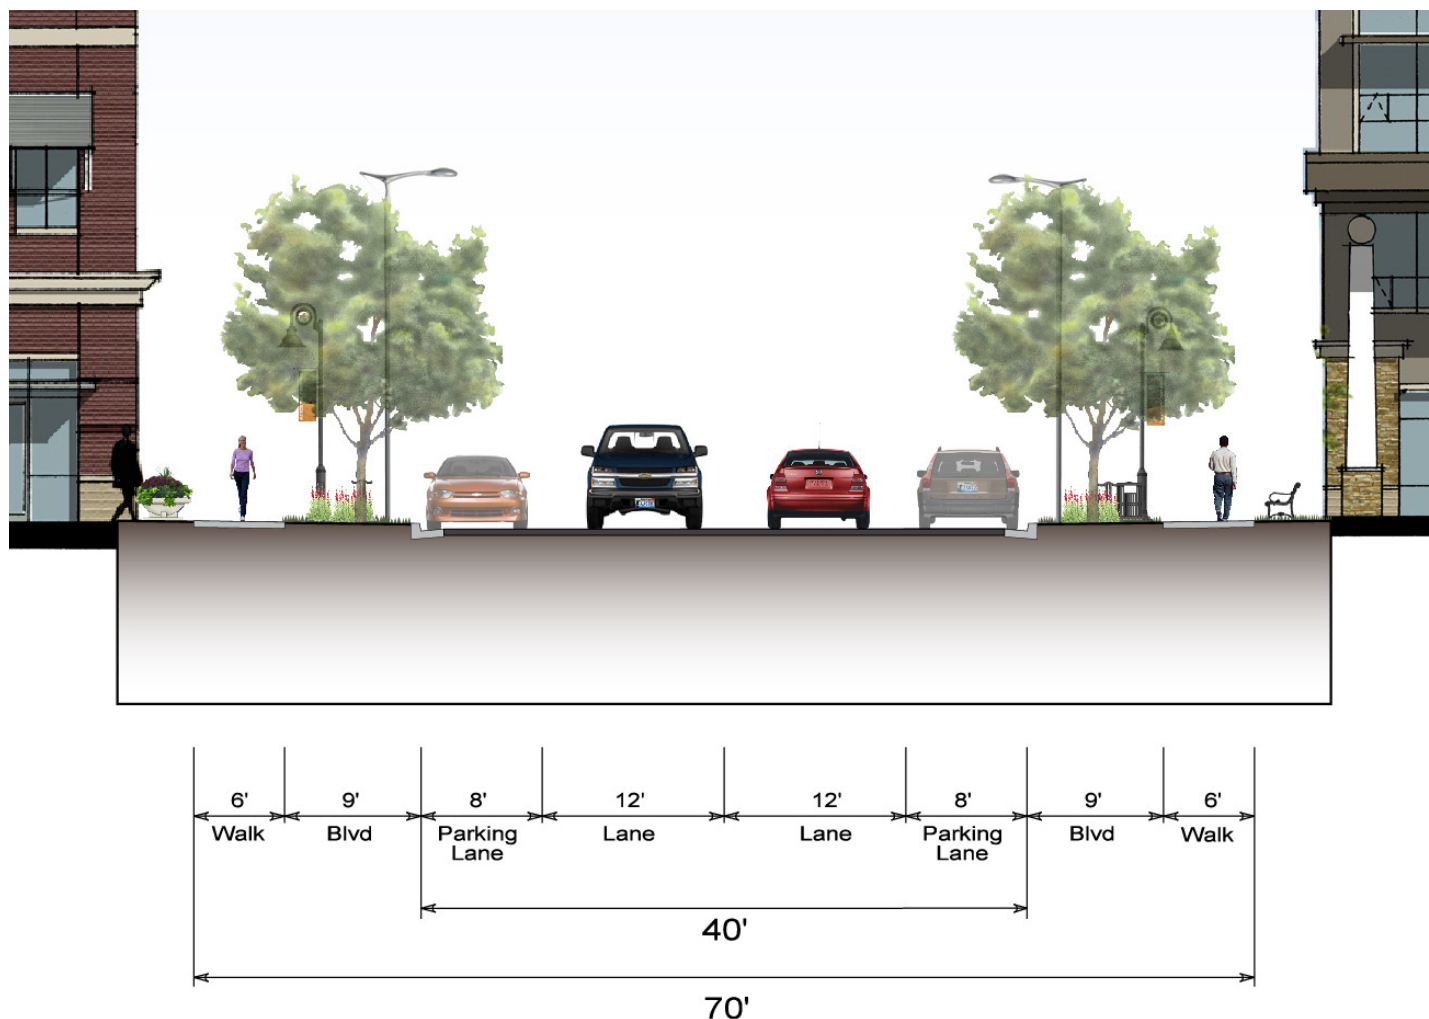 6' 9' 8' 12' 12' 8' 9' 6'
Walk Blvd Parking Lane Lane Parking Blvd Walk
Lane Lane
40'
70'